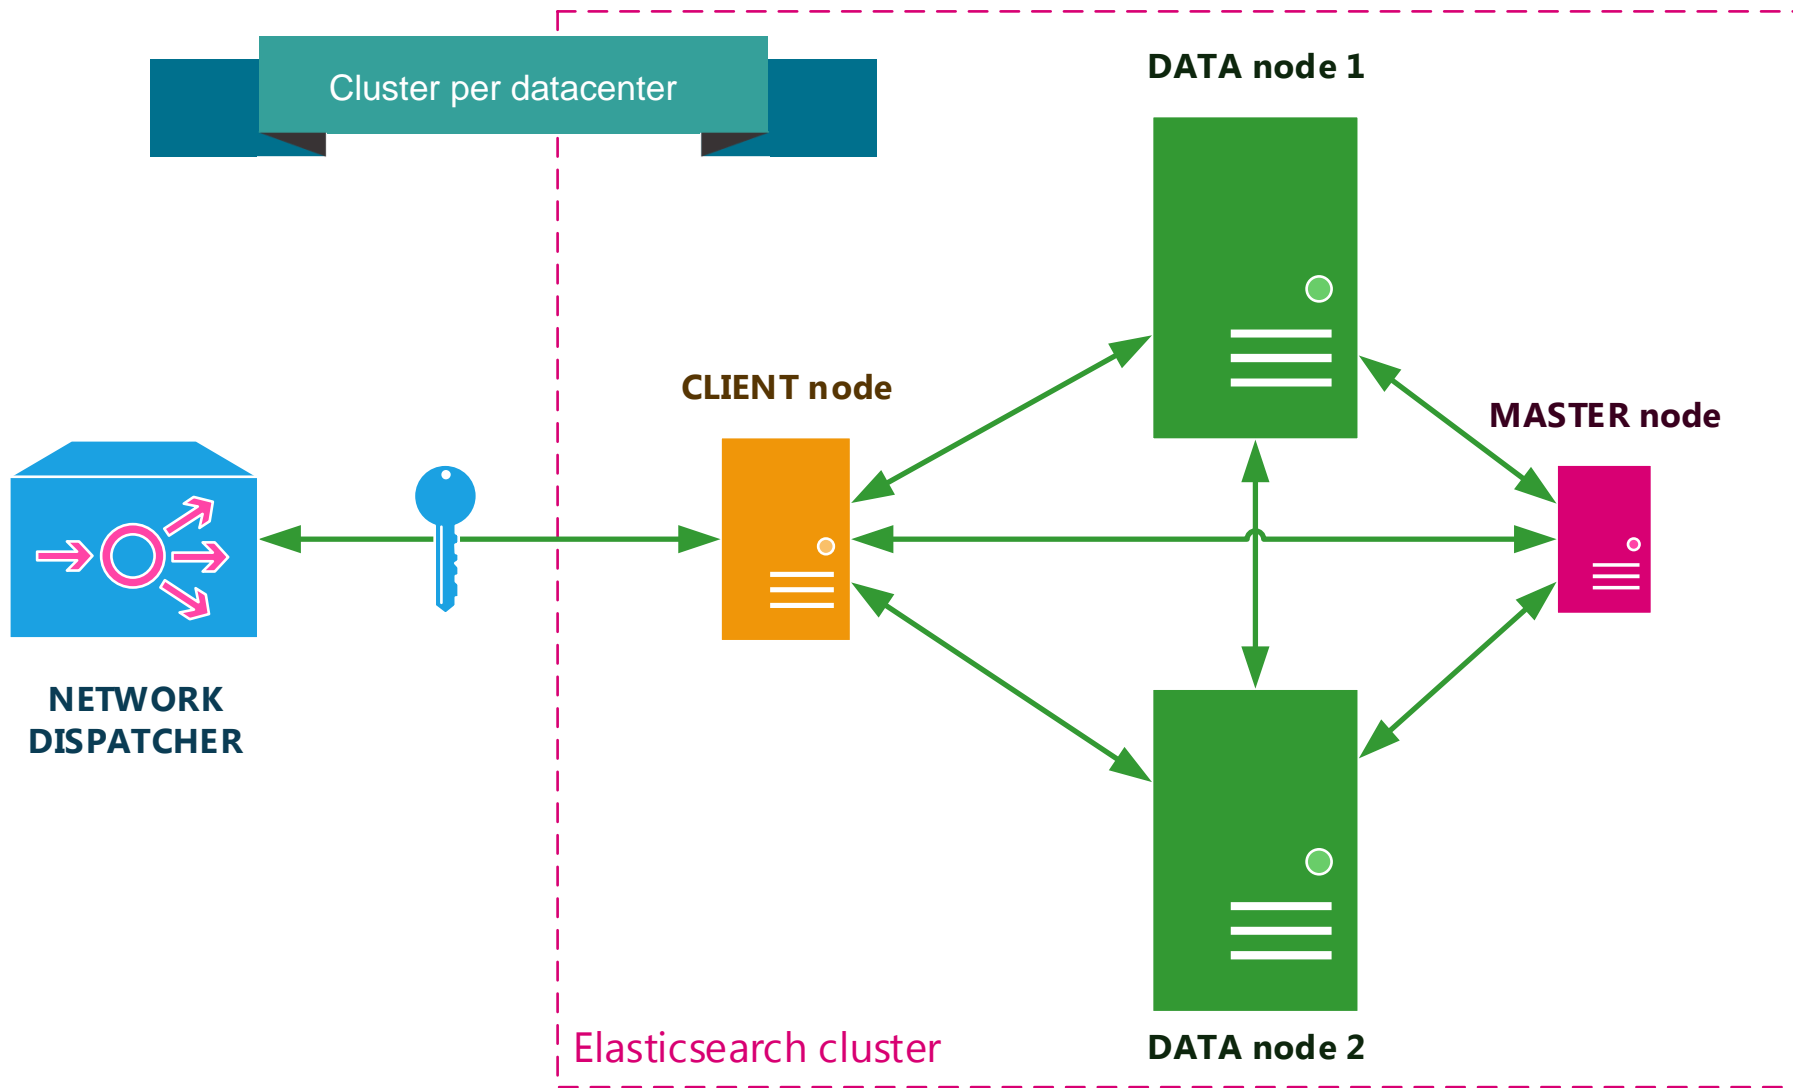 Cluster per datacenter
DATA node 1
CLIENT node
MASTER node
NETWORK
DISPATCHER
Elasticsearch cluster
DATA node 2